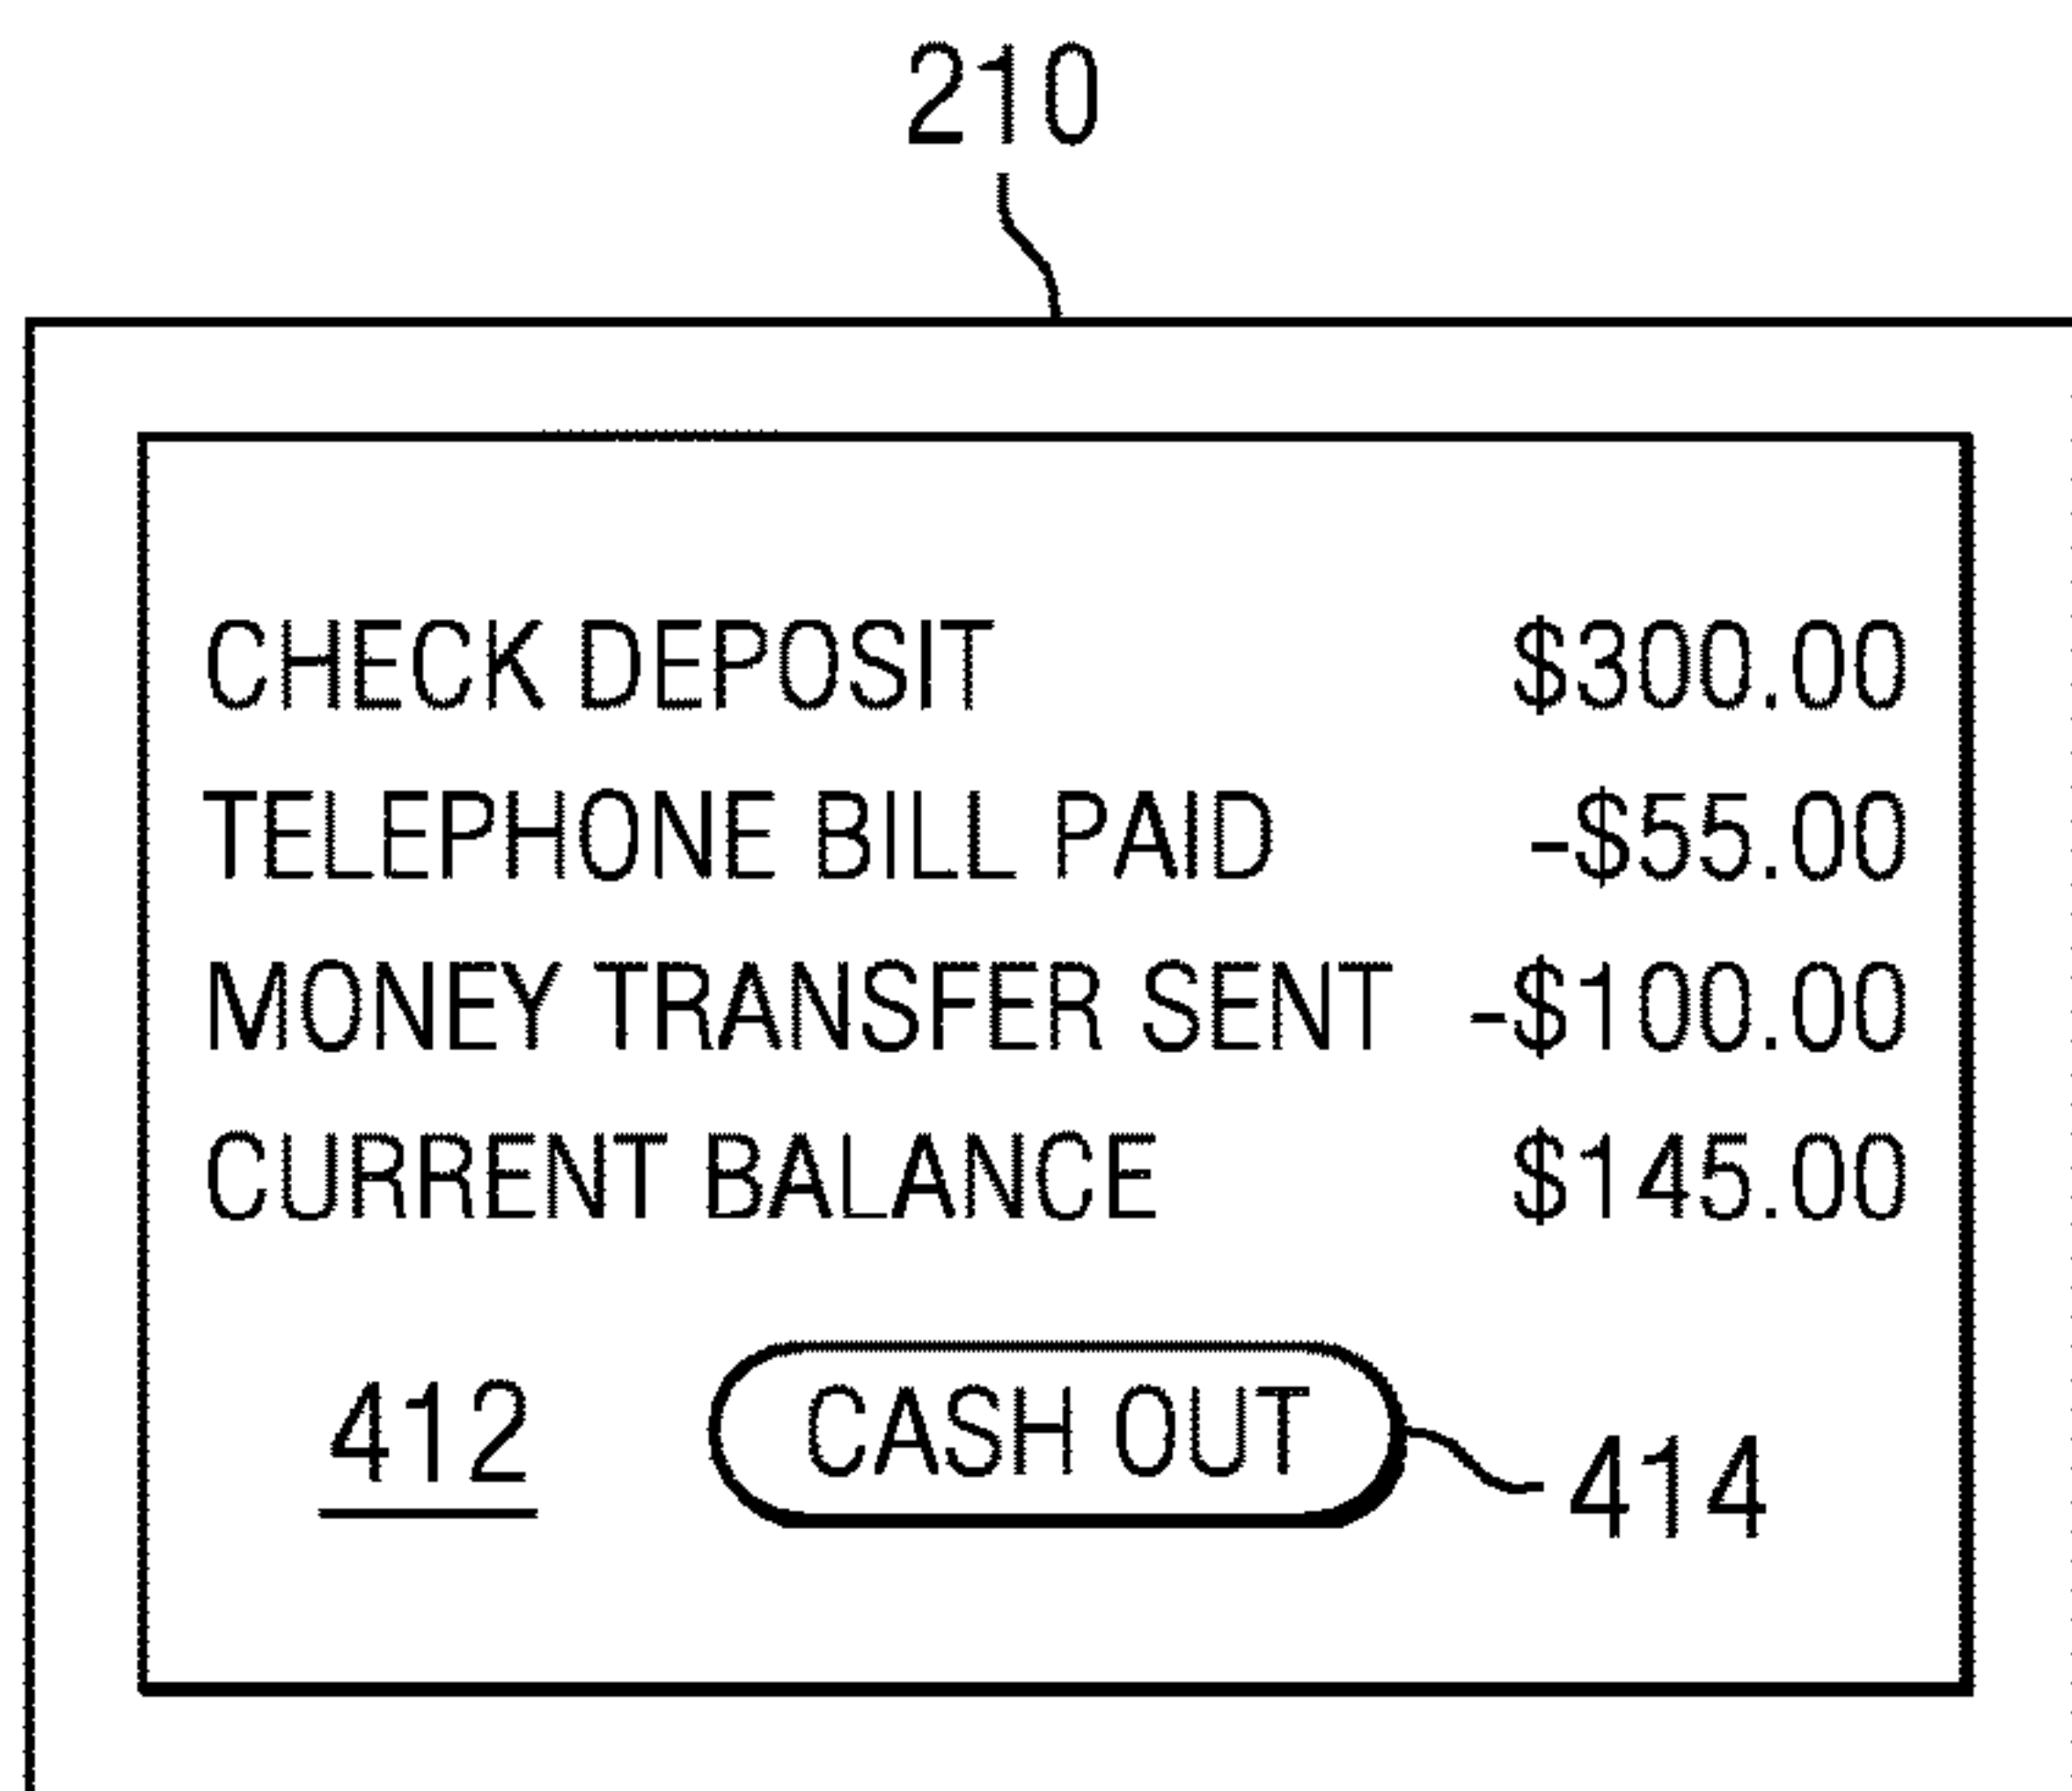 210
CHECK DEPOSIT $300.00
TELEPHONE BILL PAID -$55.00
MONEY TRANSFER SENT -$100.00
CURRENT BALANCE $145.00
412 CASH OUT 414